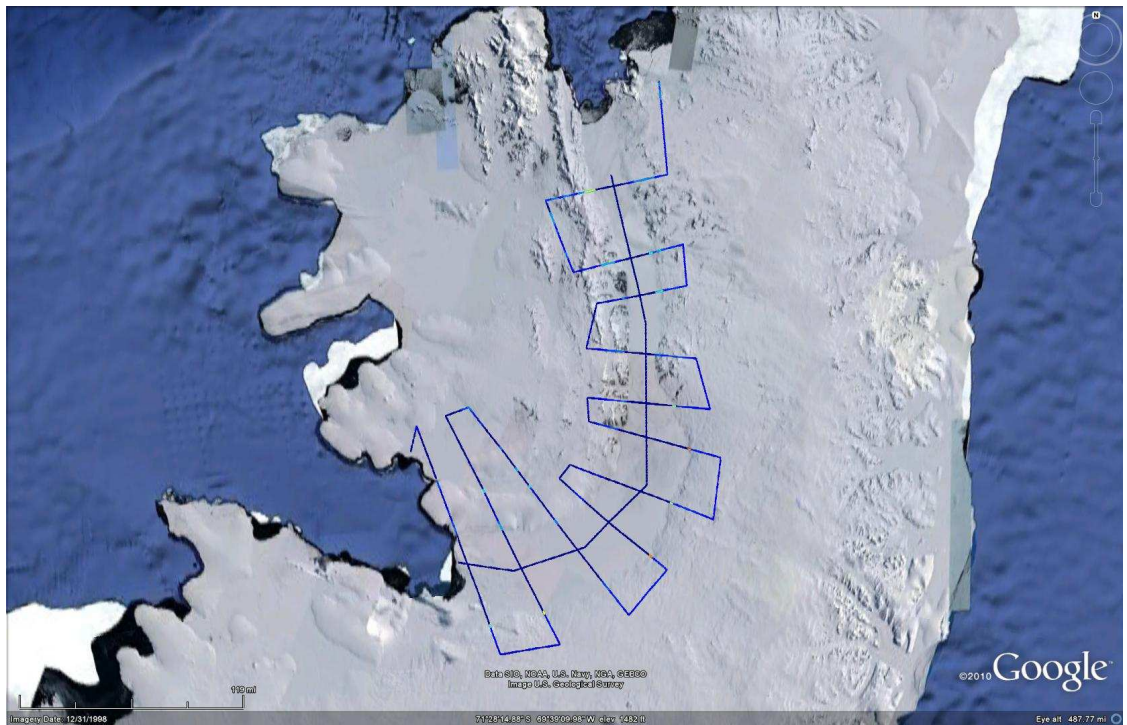 N
Data SIO, NOAA, U.S. Navy, NGA, GEBCO
Image U.S. Geological Survey
©2010 Google™
119 mi
Imagery Date: 12/31/1998
71°28'14.88" S 69°39'09.98" W elev 1482 ft
Eye alt 487.77 mi